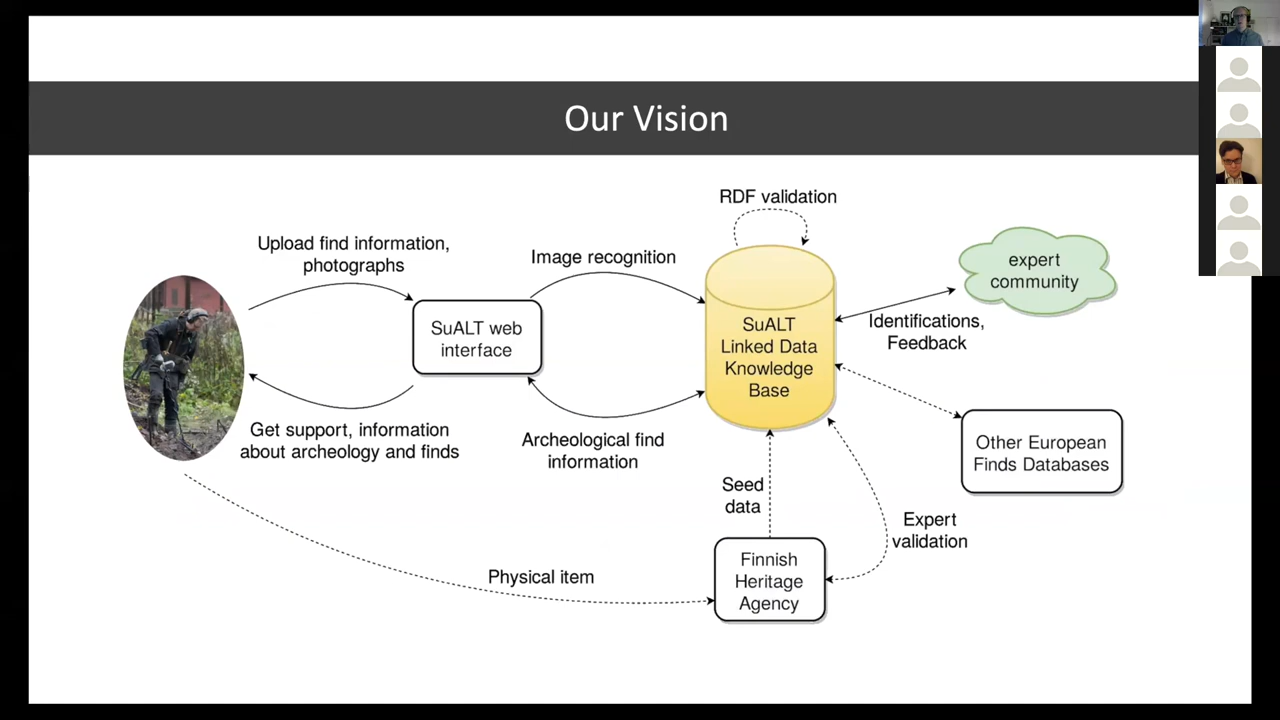 Our Vision
RDF validation
Upload find information,
photographs
Image recognition
expert
community
SuALT web
interface
SuALT
Linked Data
Knowledge
Base
Identifications,
Feedback
Get support, information
about archeology and finds
Archeological find
information
Other European
Finds Databases
Seed
data
Expert
validation
Physical item
Finnish
Heritage
Agency